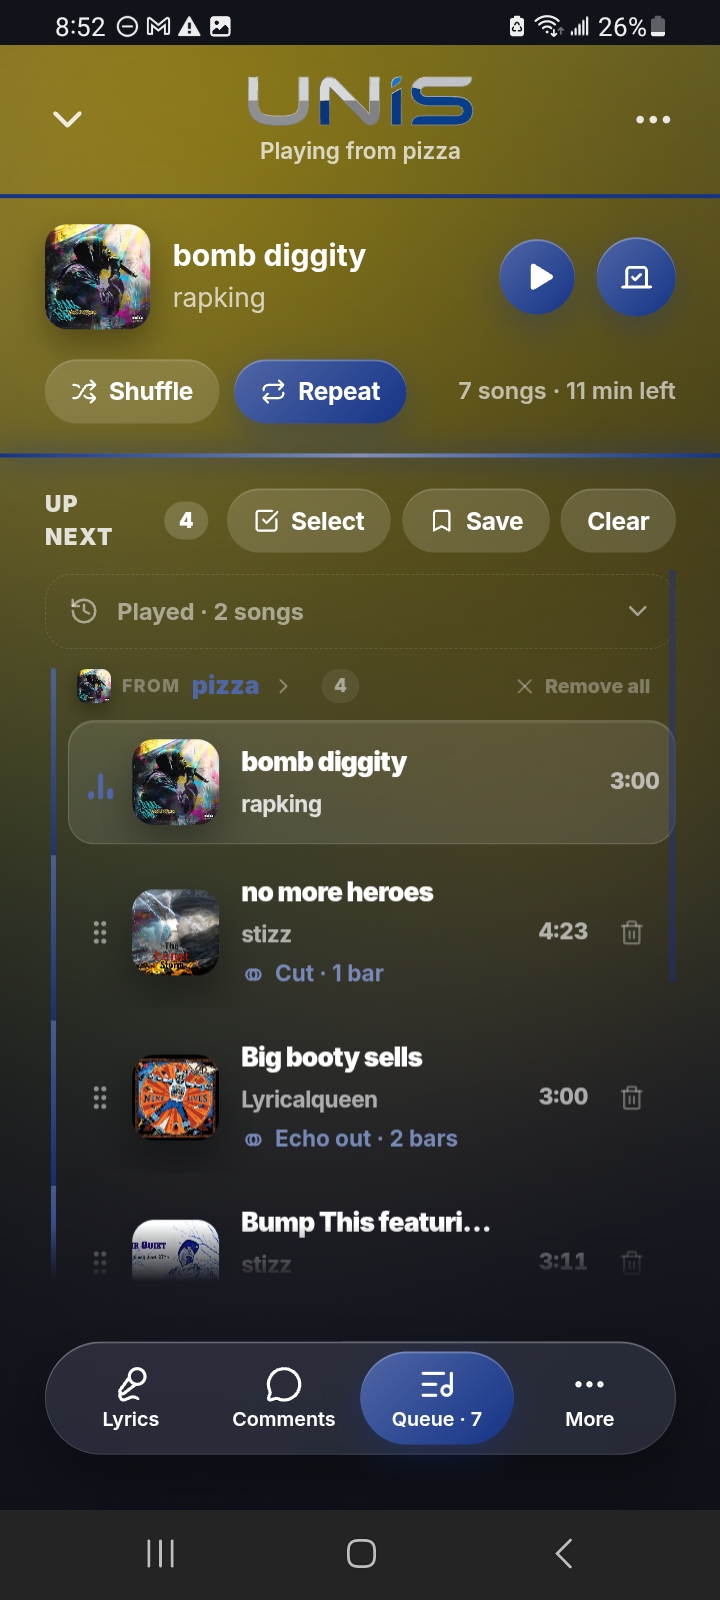 8:52
26%
UNiS
Playing from pizza
bomb diggity
rapking
Shuffle
Repeat
7 songs · 11 min left
UP NEXT
4
Select
Save
Clear
Played · 2 songs
FROM pizza
4
Remove all
bomb diggity
rapking
3:00
no more heroes
stizz
4:23
Cut · 1 bar
Big booty sells
Lyricalqueen
3:00
Echo out · 2 bars
Bump This featuri...
stizz
3:11
Lyrics
Comments
Queue · 7
More